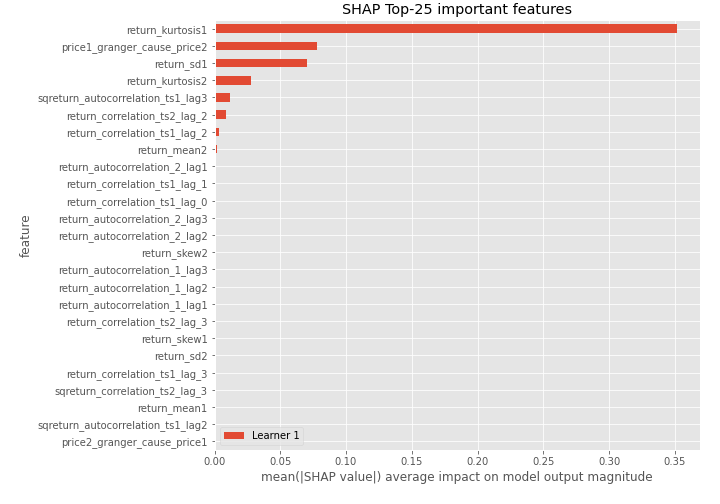 SHAP Top-25 important features
return_kurtosis1
price1_granger_cause_price2
return_sd1
return_kurtosis2
sqreturn_autocorrelation_ts1_lag3
return_correlation_ts2_lag_2
return_correlation_ts1_lag_2
return_mean2
return_autocorrelation_2_lag1
return_correlation_ts1_lag_1
return_correlation_ts1_lag_0
return_autocorrelation_2_lag3
return_autocorrelation_2_lag2
return_skew2
return_autocorrelation_1_lag3
return_autocorrelation_1_lag2
return_autocorrelation_1_lag1
return_correlation_ts2_lag_3
return_skew1
return_sd2
return_correlation_ts1_lag_3
sqreturn_correlation_ts2_lag_3
return_mean1
sqreturn_autocorrelation_ts1_lag2
price2_granger_cause_price1
feature
Learner 1
0.00 0.05 0.10 0.15 0.20 0.25 0.30 0.35
mean(|SHAP value|) average impact on model output magnitude